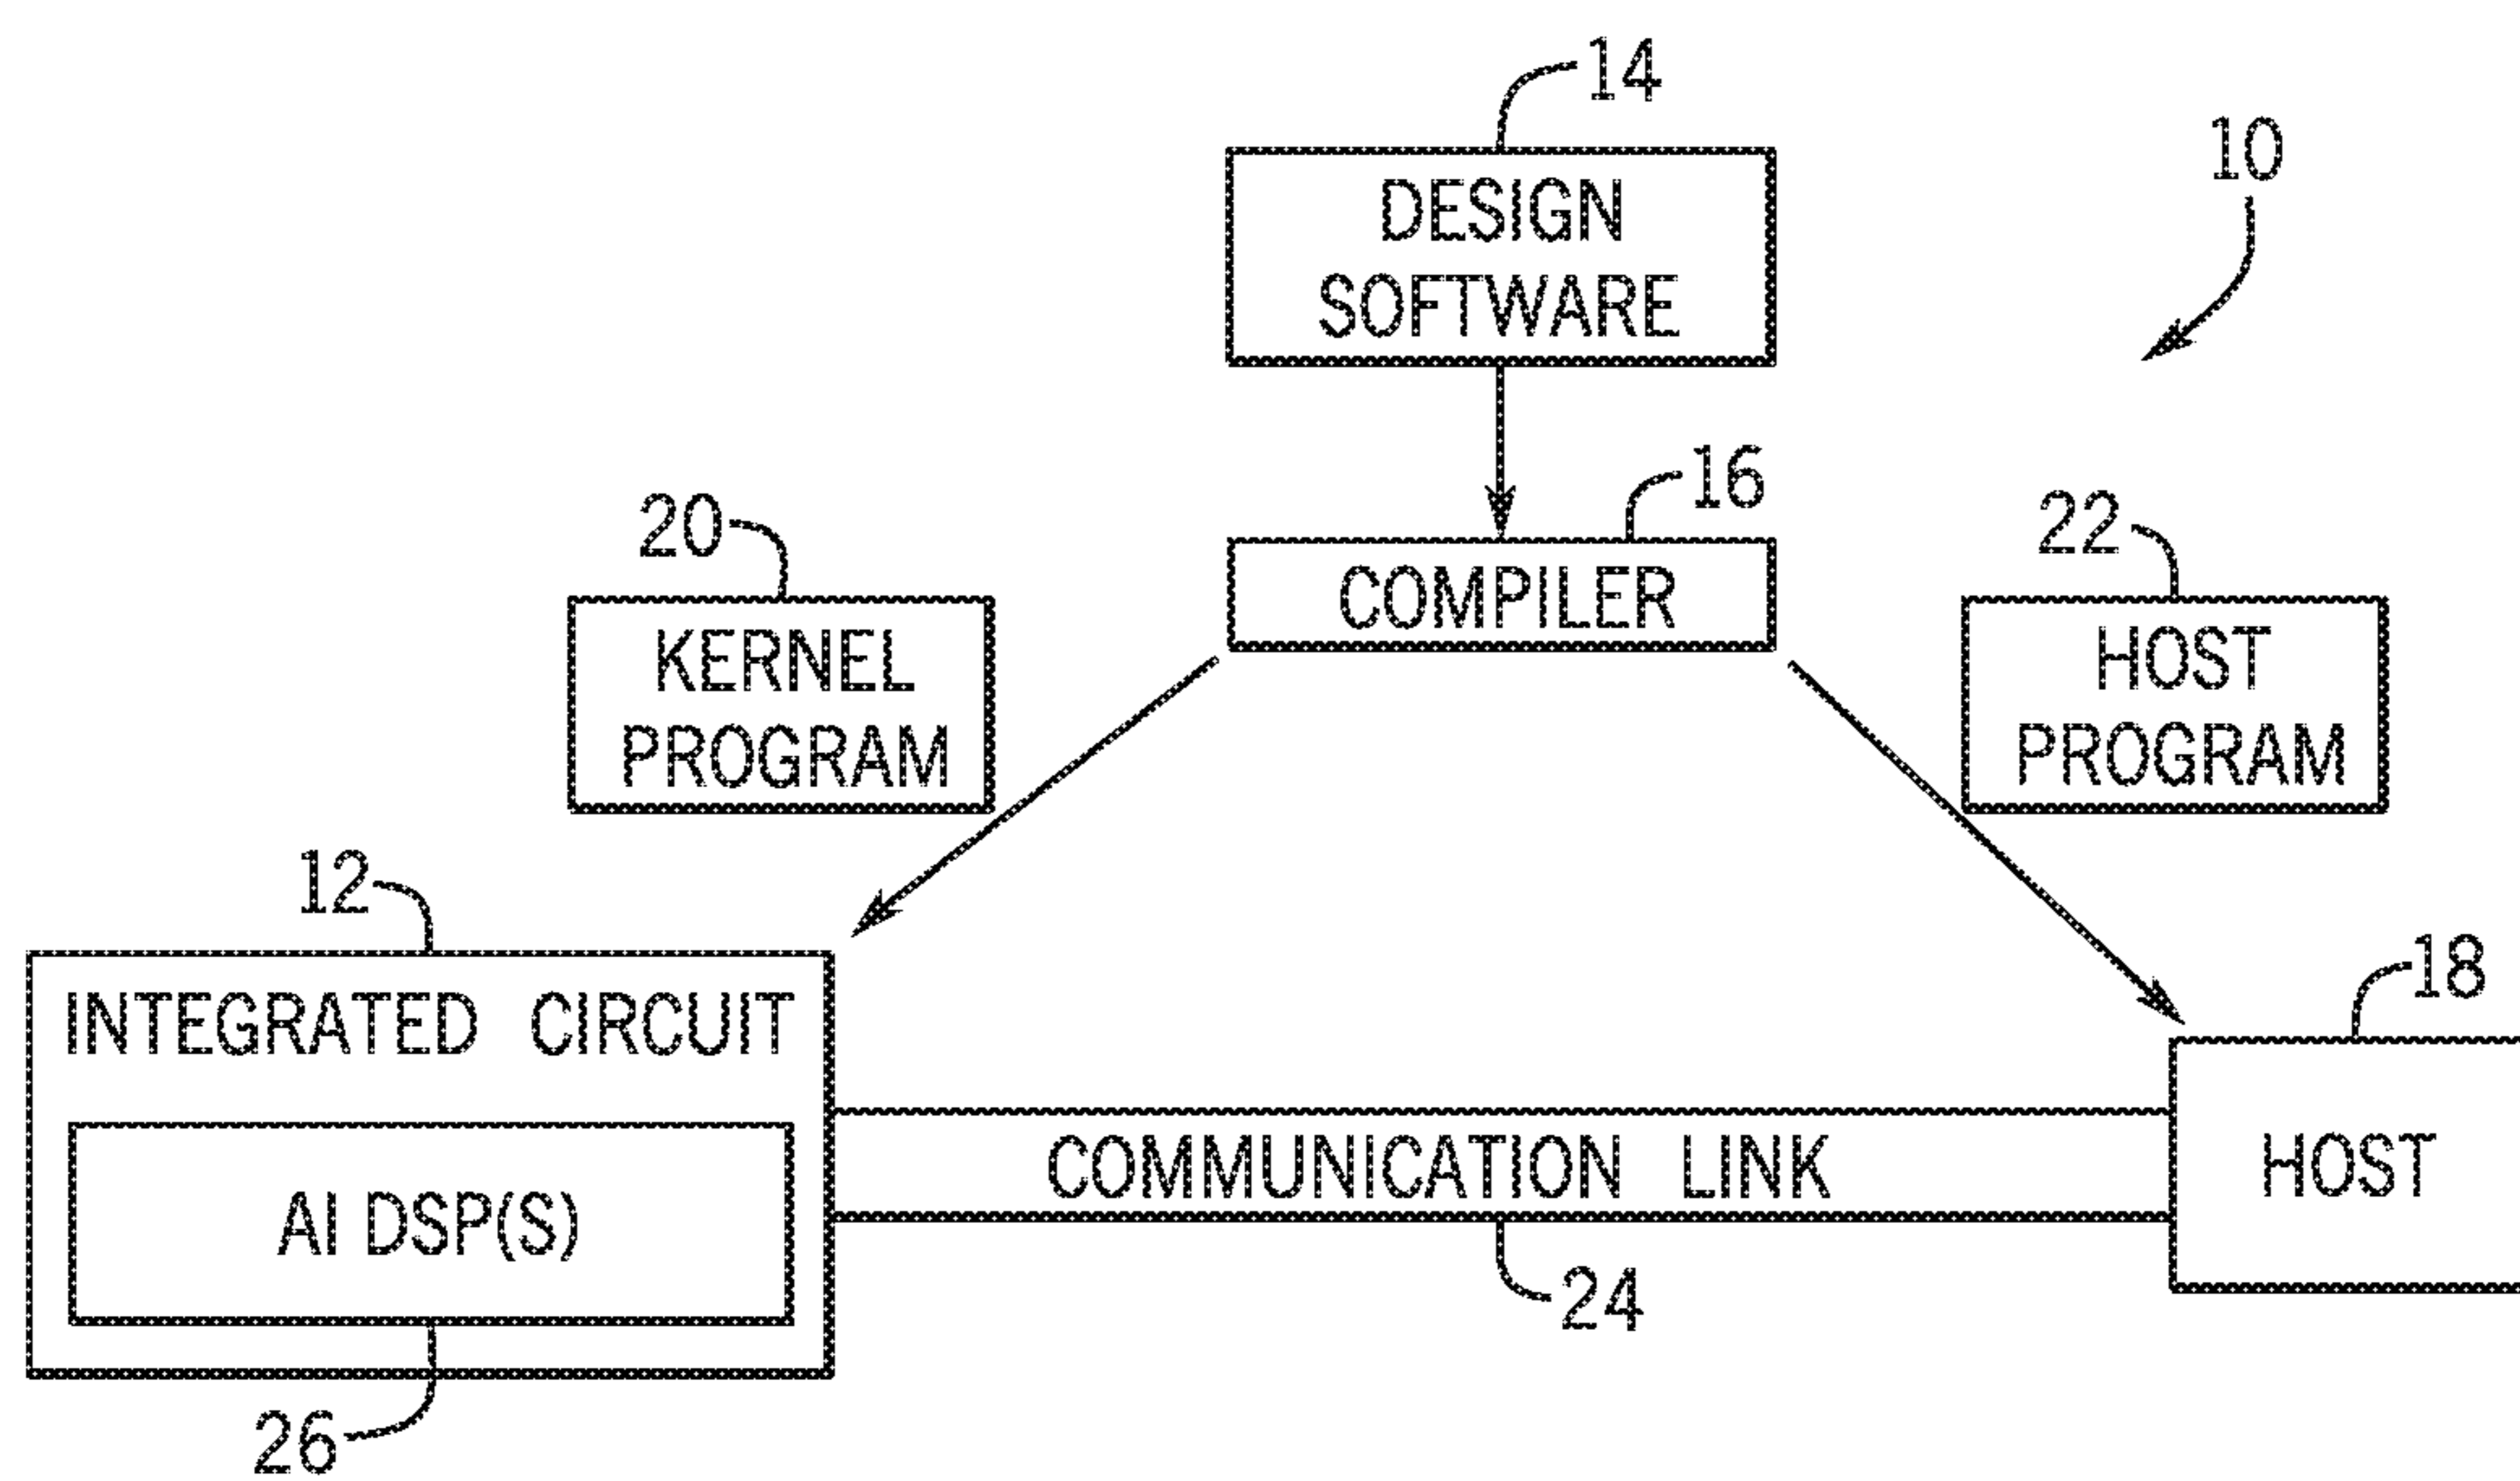 14
10
DESIGN
SOFTWARE
16
20
22
COMPILER
KERNEL
PROGRAM
HOST
PROGRAM
12
18
INTEGRATED CIRCUIT
COMMUNICATION LINK
HOST
AI DSP(S)
24
26